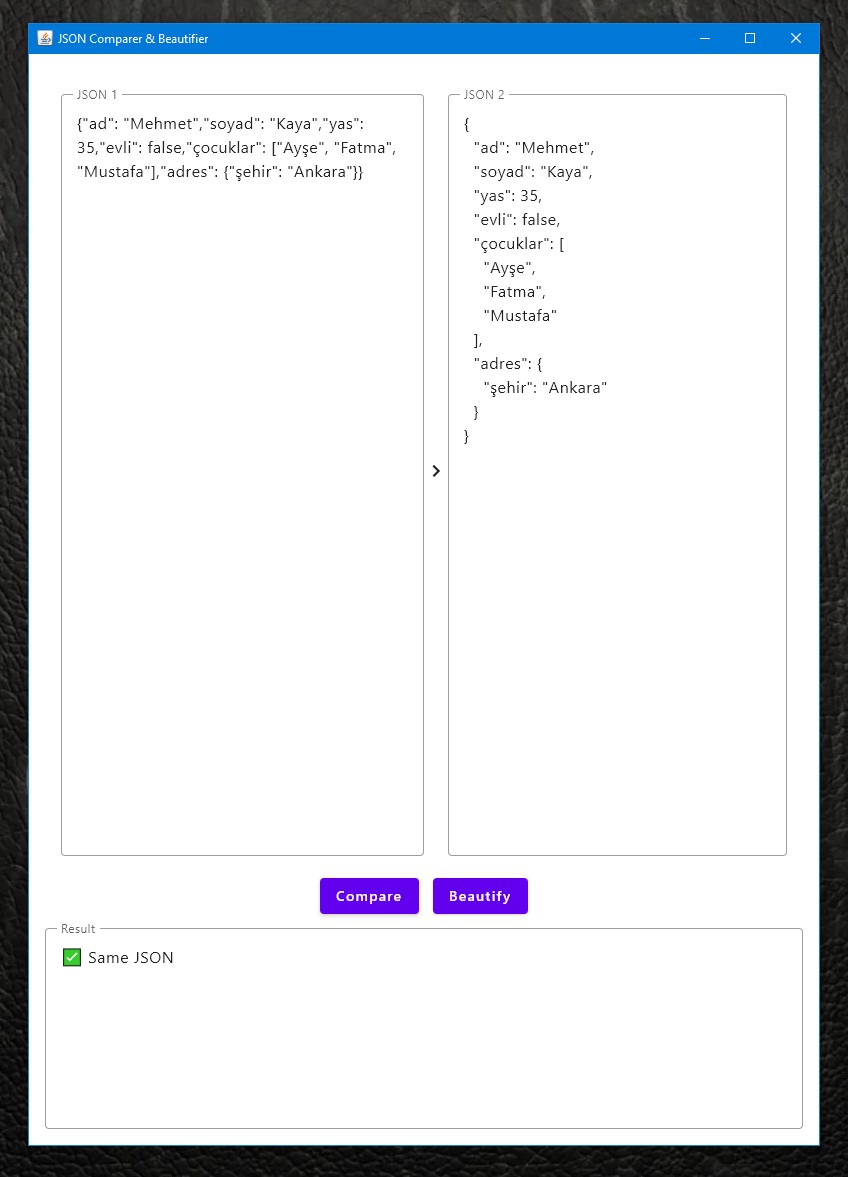 JSON Comparer & Beautifier
JSON 1
{"ad": "Mehmet","soyad": "Kaya","yas":
35,"evli": false,"çocuklar": ["Ayşe", "Fatma",
"Mustafa"],"adres": {"şehir": "Ankara"}}
JSON 2
{
  "ad": "Mehmet",
  "soyad": "Kaya",
  "yas": 35,
  "evli": false,
  "çocuklar": [
    "Ayşe",
    "Fatma",
    "Mustafa"
  ],
  "adres": {
    "şehir": "Ankara"
  }
}
Compare
Beautify
Result
✅ Same JSON